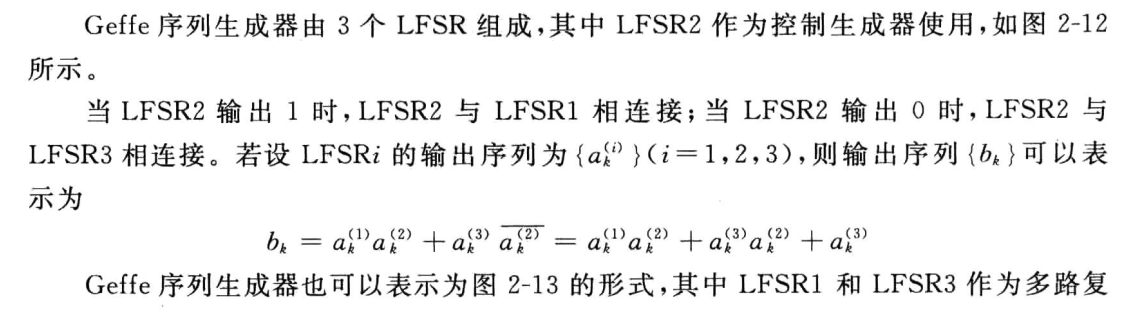 Geffe 序列生成器由 3 个 LFSR 组成,其中 LFSR2 作为控制生成器使用,如图 2-12
所示。
当 LFSR2 输出 1 时,LFSR2 与 LFSR1 相连接;当 LFSR2 输出 0 时,LFSR2 与
LFSR3 相连接。若设 LFSRi 的输出序列为{a_k^{(i)}}(i=1,2,3),则输出序列{b_k}可以表
示为
b_k = a_k^{(1)}a_k^{(2)} + a_k^{(3)} \overline{a_k^{(2)}} = a_k^{(1)}a_k^{(2)} + a_k^{(3)}a_k^{(2)} + a_k^{(3)}
Geffe 序列生成器也可以表示为图 2-13 的形式,其中 LFSR1 和 LFSR3 作为多路复